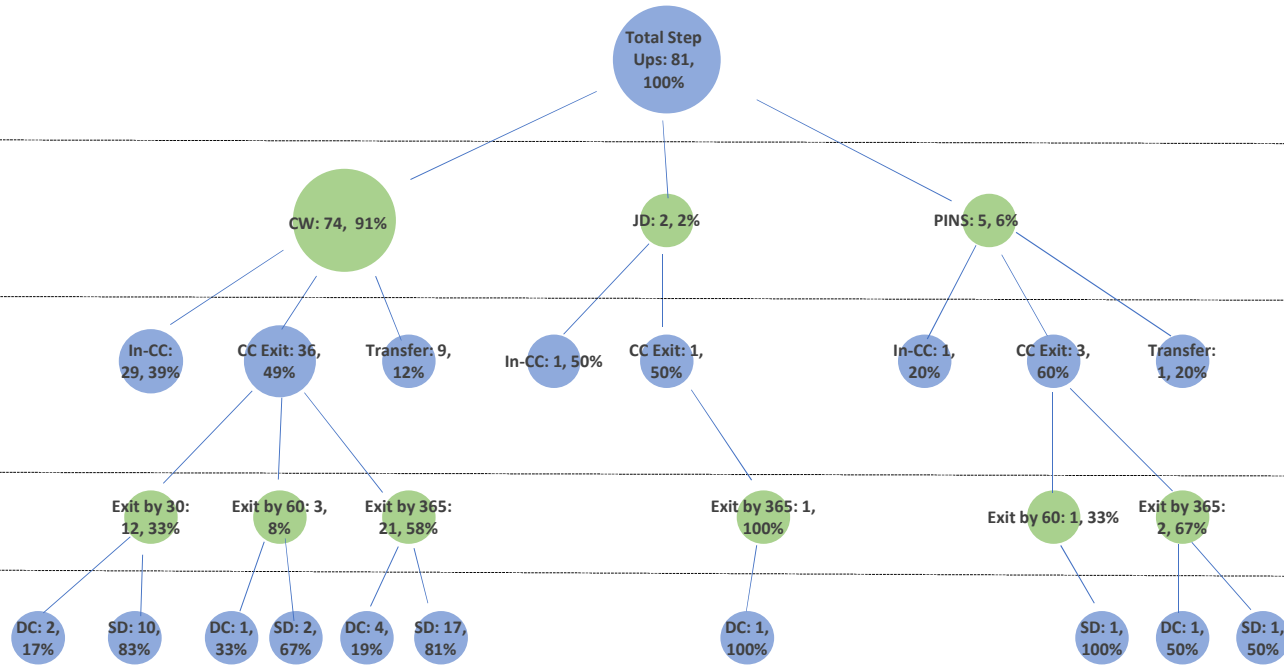 Total Step
Ups: 81,
100%
CW: 74, 91%
JD: 2, 2%
PINS: 5, 6%
In-CC:
29, 39%
CC Exit: 36,
49%
Transfer: 9,
12%
In-CC: 1, 50%
CC Exit: 1,
50%
In-CC: 1,
20%
CC Exit: 3,
60%
Transfer:
1, 20%
Exit by 30:
12, 33%
Exit by 60: 3,
8%
Exit by 365:
21, 58%
Exit by 365: 1,
100%
Exit by 60: 1, 33%
Exit by 365:
2, 67%
DC: 2,
17%
SD: 10,
83%
DC: 1,
33%
SD: 2,
67%
DC: 4,
19%
SD: 17,
81%
DC: 1,
100%
SD: 1,
100%
DC: 1,
50%
SD: 1,
50%